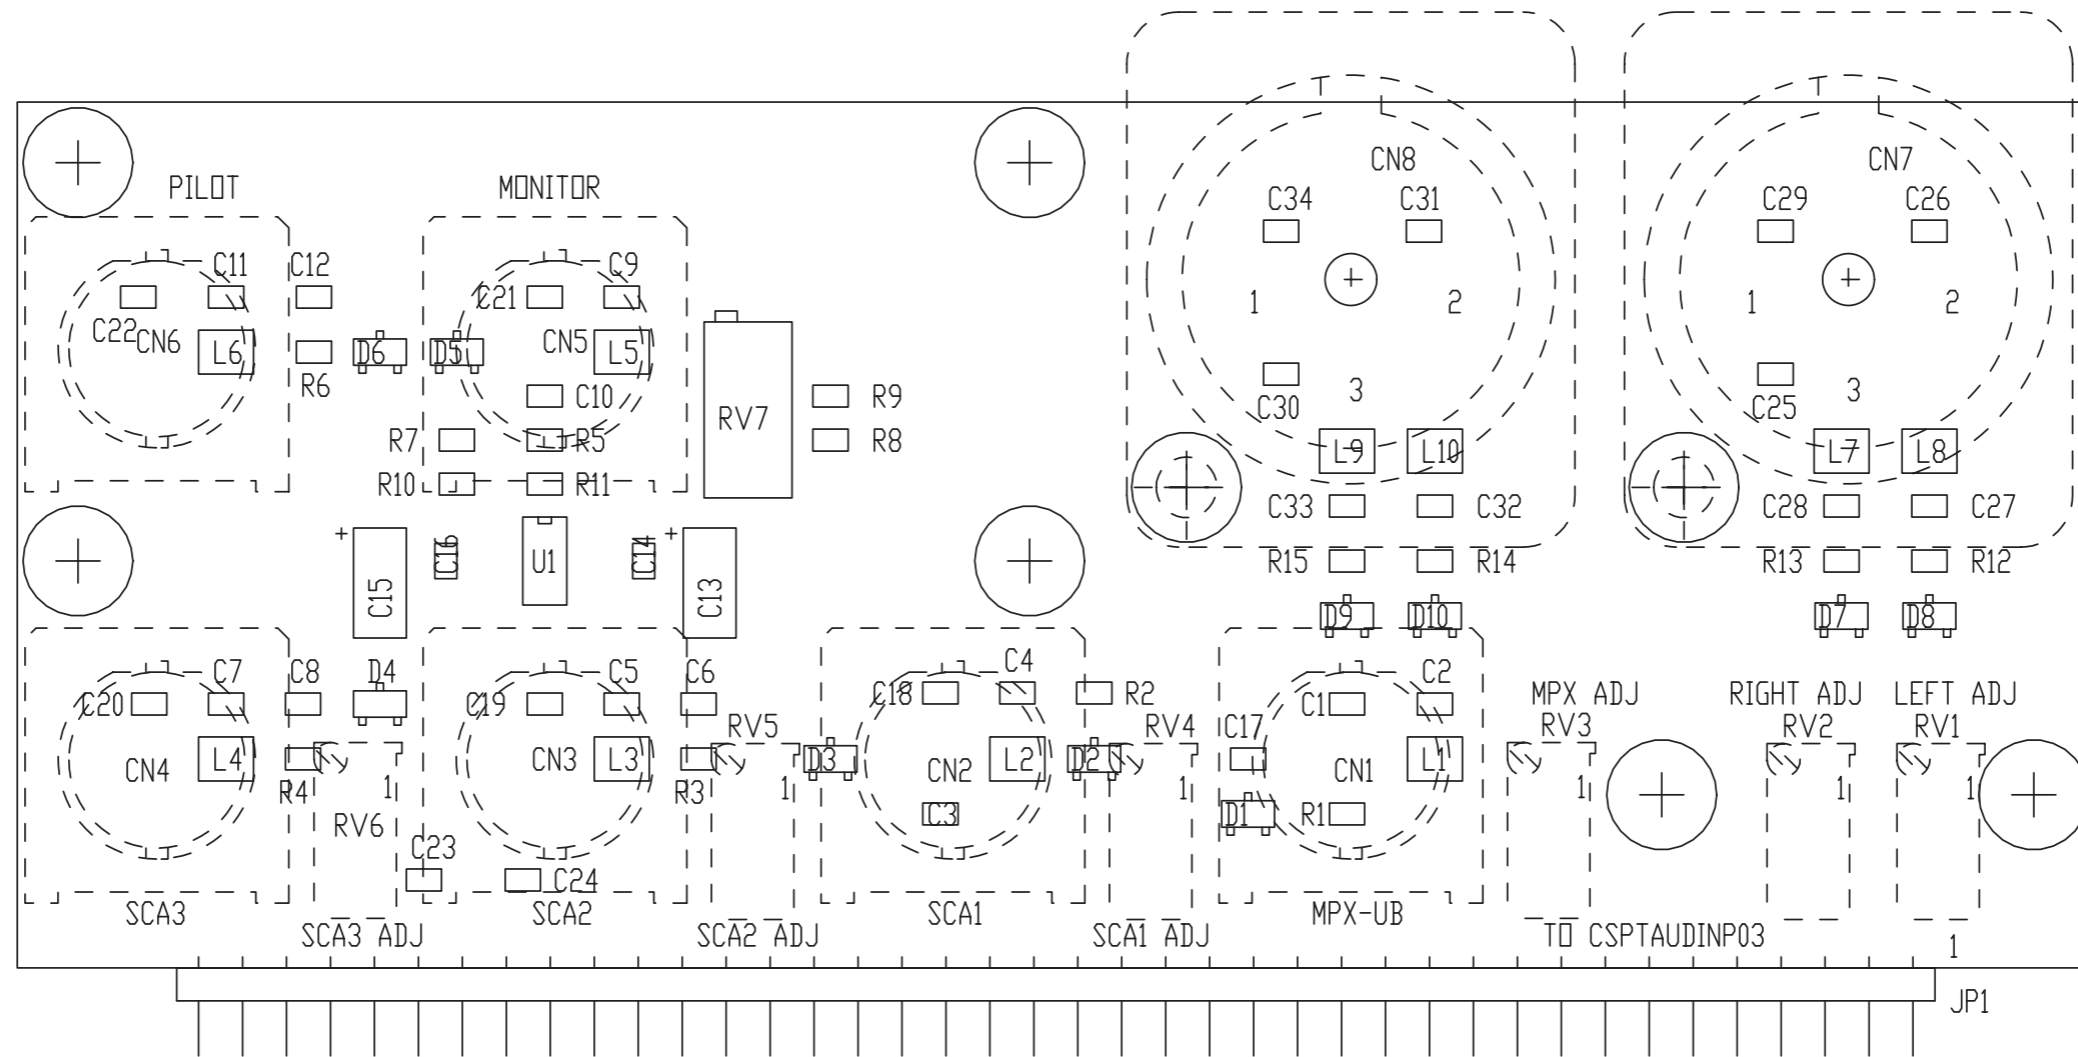 CN8 CN7
PILOT MONITOR
C34 C31 C29 C26
C11 C12 C9
C21
1 2 1 2
C22 CN6 CN5
L6 D6 D5 L5
R6
3 3
C10 R9
C30 C25
RV7
R7 R5 R8
L9 L10 L7 L8
R10 R11
C33 C32 C28 C27
+ +
C16 U1 C14
R15 R14 R13 R12
C15 C13
D9 D10 D7 D8
C7 C8 D4 C5 C6 C4 C2
C20 C19 C18 R2 C1 MPX ADJ RIGHT ADJ LEFT ADJ
RV5 RV4 C17 RV3 RV2 RV1
L4 L3 D3 L2 D2 L1
CN4 CN3 CN2 CN1
R4 1 R3 1 1 1 1 1
C3 D1 R1
RV6
C23
C24
SCA3 SCA2 SCA1 MPX-UB
SCA3 ADJ SCA2 ADJ SCA1 ADJ TO CSPTAUDINP03
1
JP1